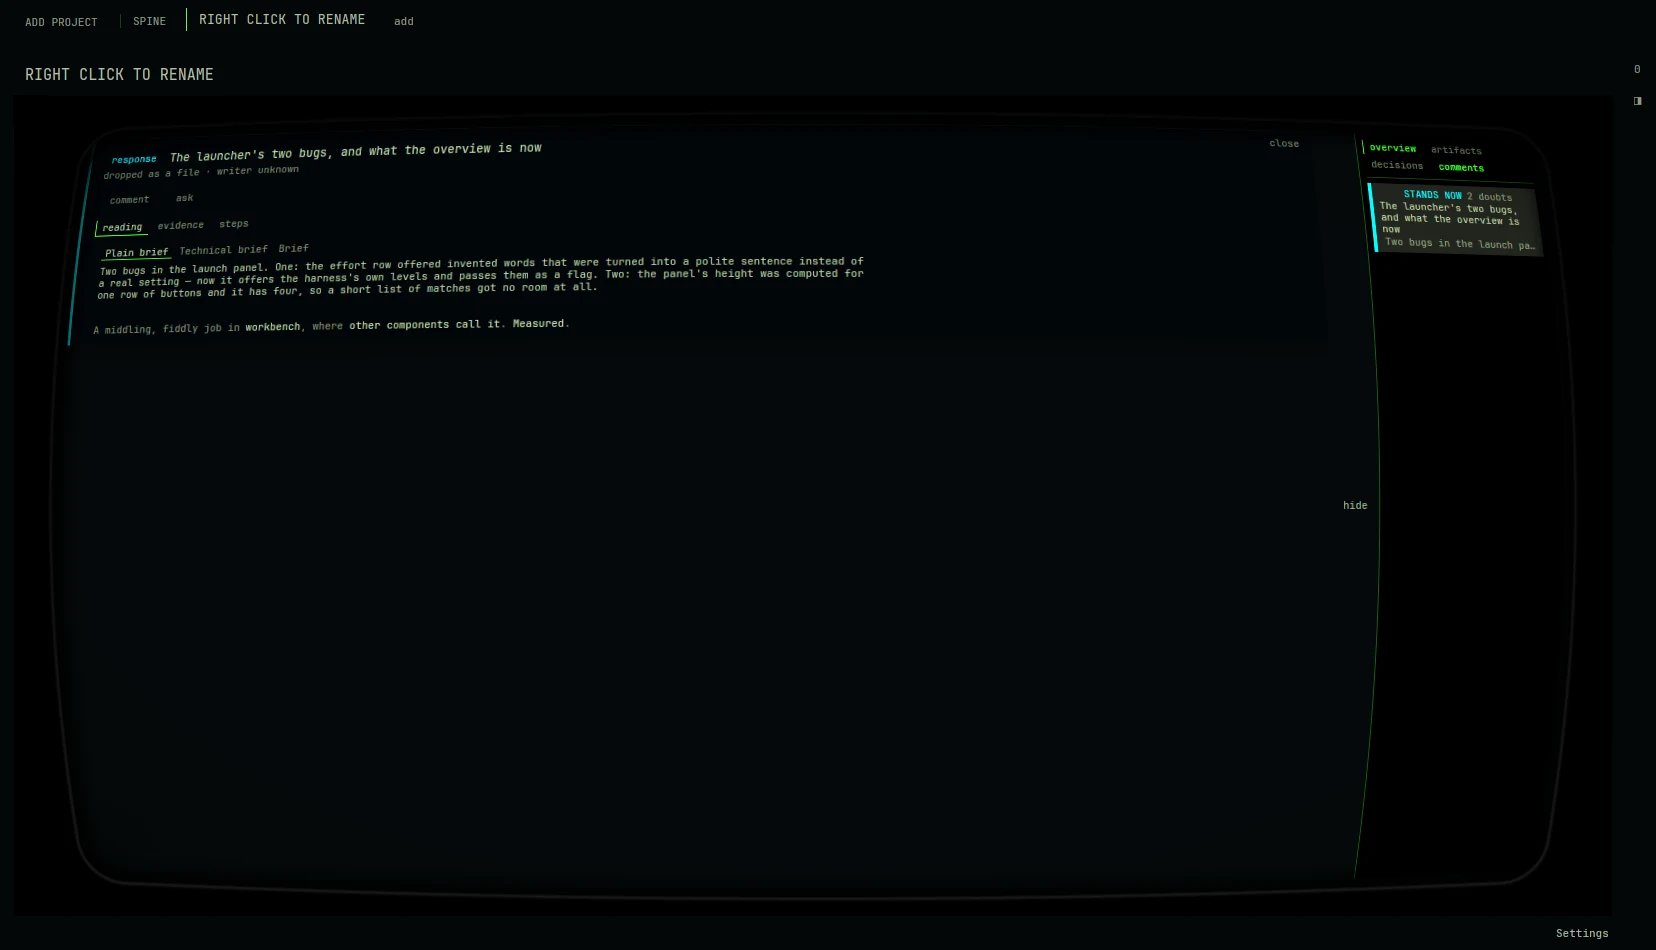 ADD PROJECT
SPINE
RIGHT CLICK TO RENAME
add
RIGHT CLICK TO RENAME
0
response The launcher's two bugs, and what the overview is now
close
dropped as a file · writer unknown
comment ask
reading evidence steps
Plain brief Technical brief Brief
Two bugs in the launch panel. One: the effort row offered invented words that were turned into a polite sentence instead of
a real setting — now it offers the harness's own levels and passes them as a flag. Two: the panel's height was computed for
one row of buttons and it has four, so a short list of matches got no room at all.
A middling, fiddly job in workbench, where other components call it. Measured.
overview artifacts
decisions comments
STANDS NOW 2 doubts
The launcher's two bugs,
and what the overview is
now
Two bugs in the launch pa…
hide
Settings